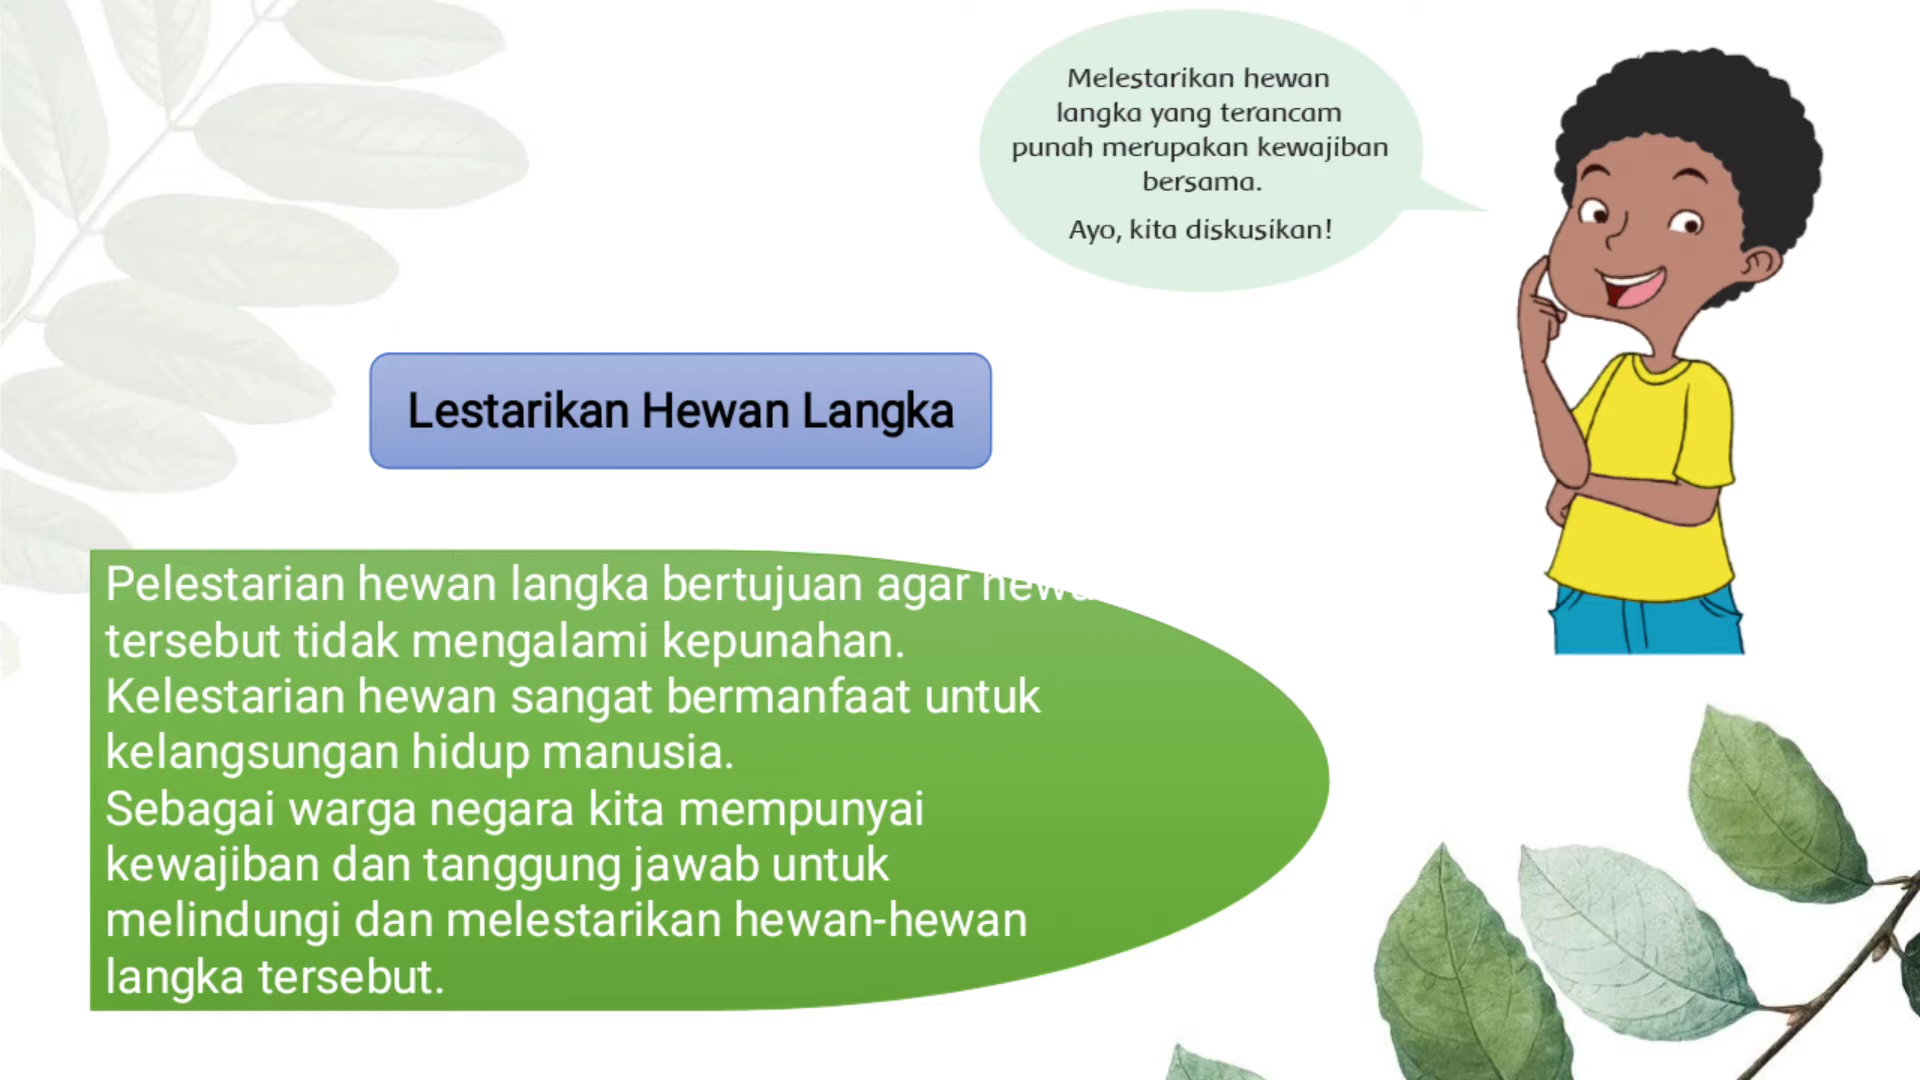 Melestarikan hewan
langka yang terancam
punah merupakan kewajiban
bersama.
Ayo, kita diskusikan!
Lestarikan Hewan Langka
Pelestarian hewan langka bertujuan agar
tersebut tidak mengalami kepunahan.
Kelestarian hewan sangat bermanfaat untuk
kelangsungan hidup manusia.
Sebagai warga negara kita mempunyai
kewajiban dan tanggung jawab untuk
melindungi dan melestarikan hewan-hewan
langka tersebut.